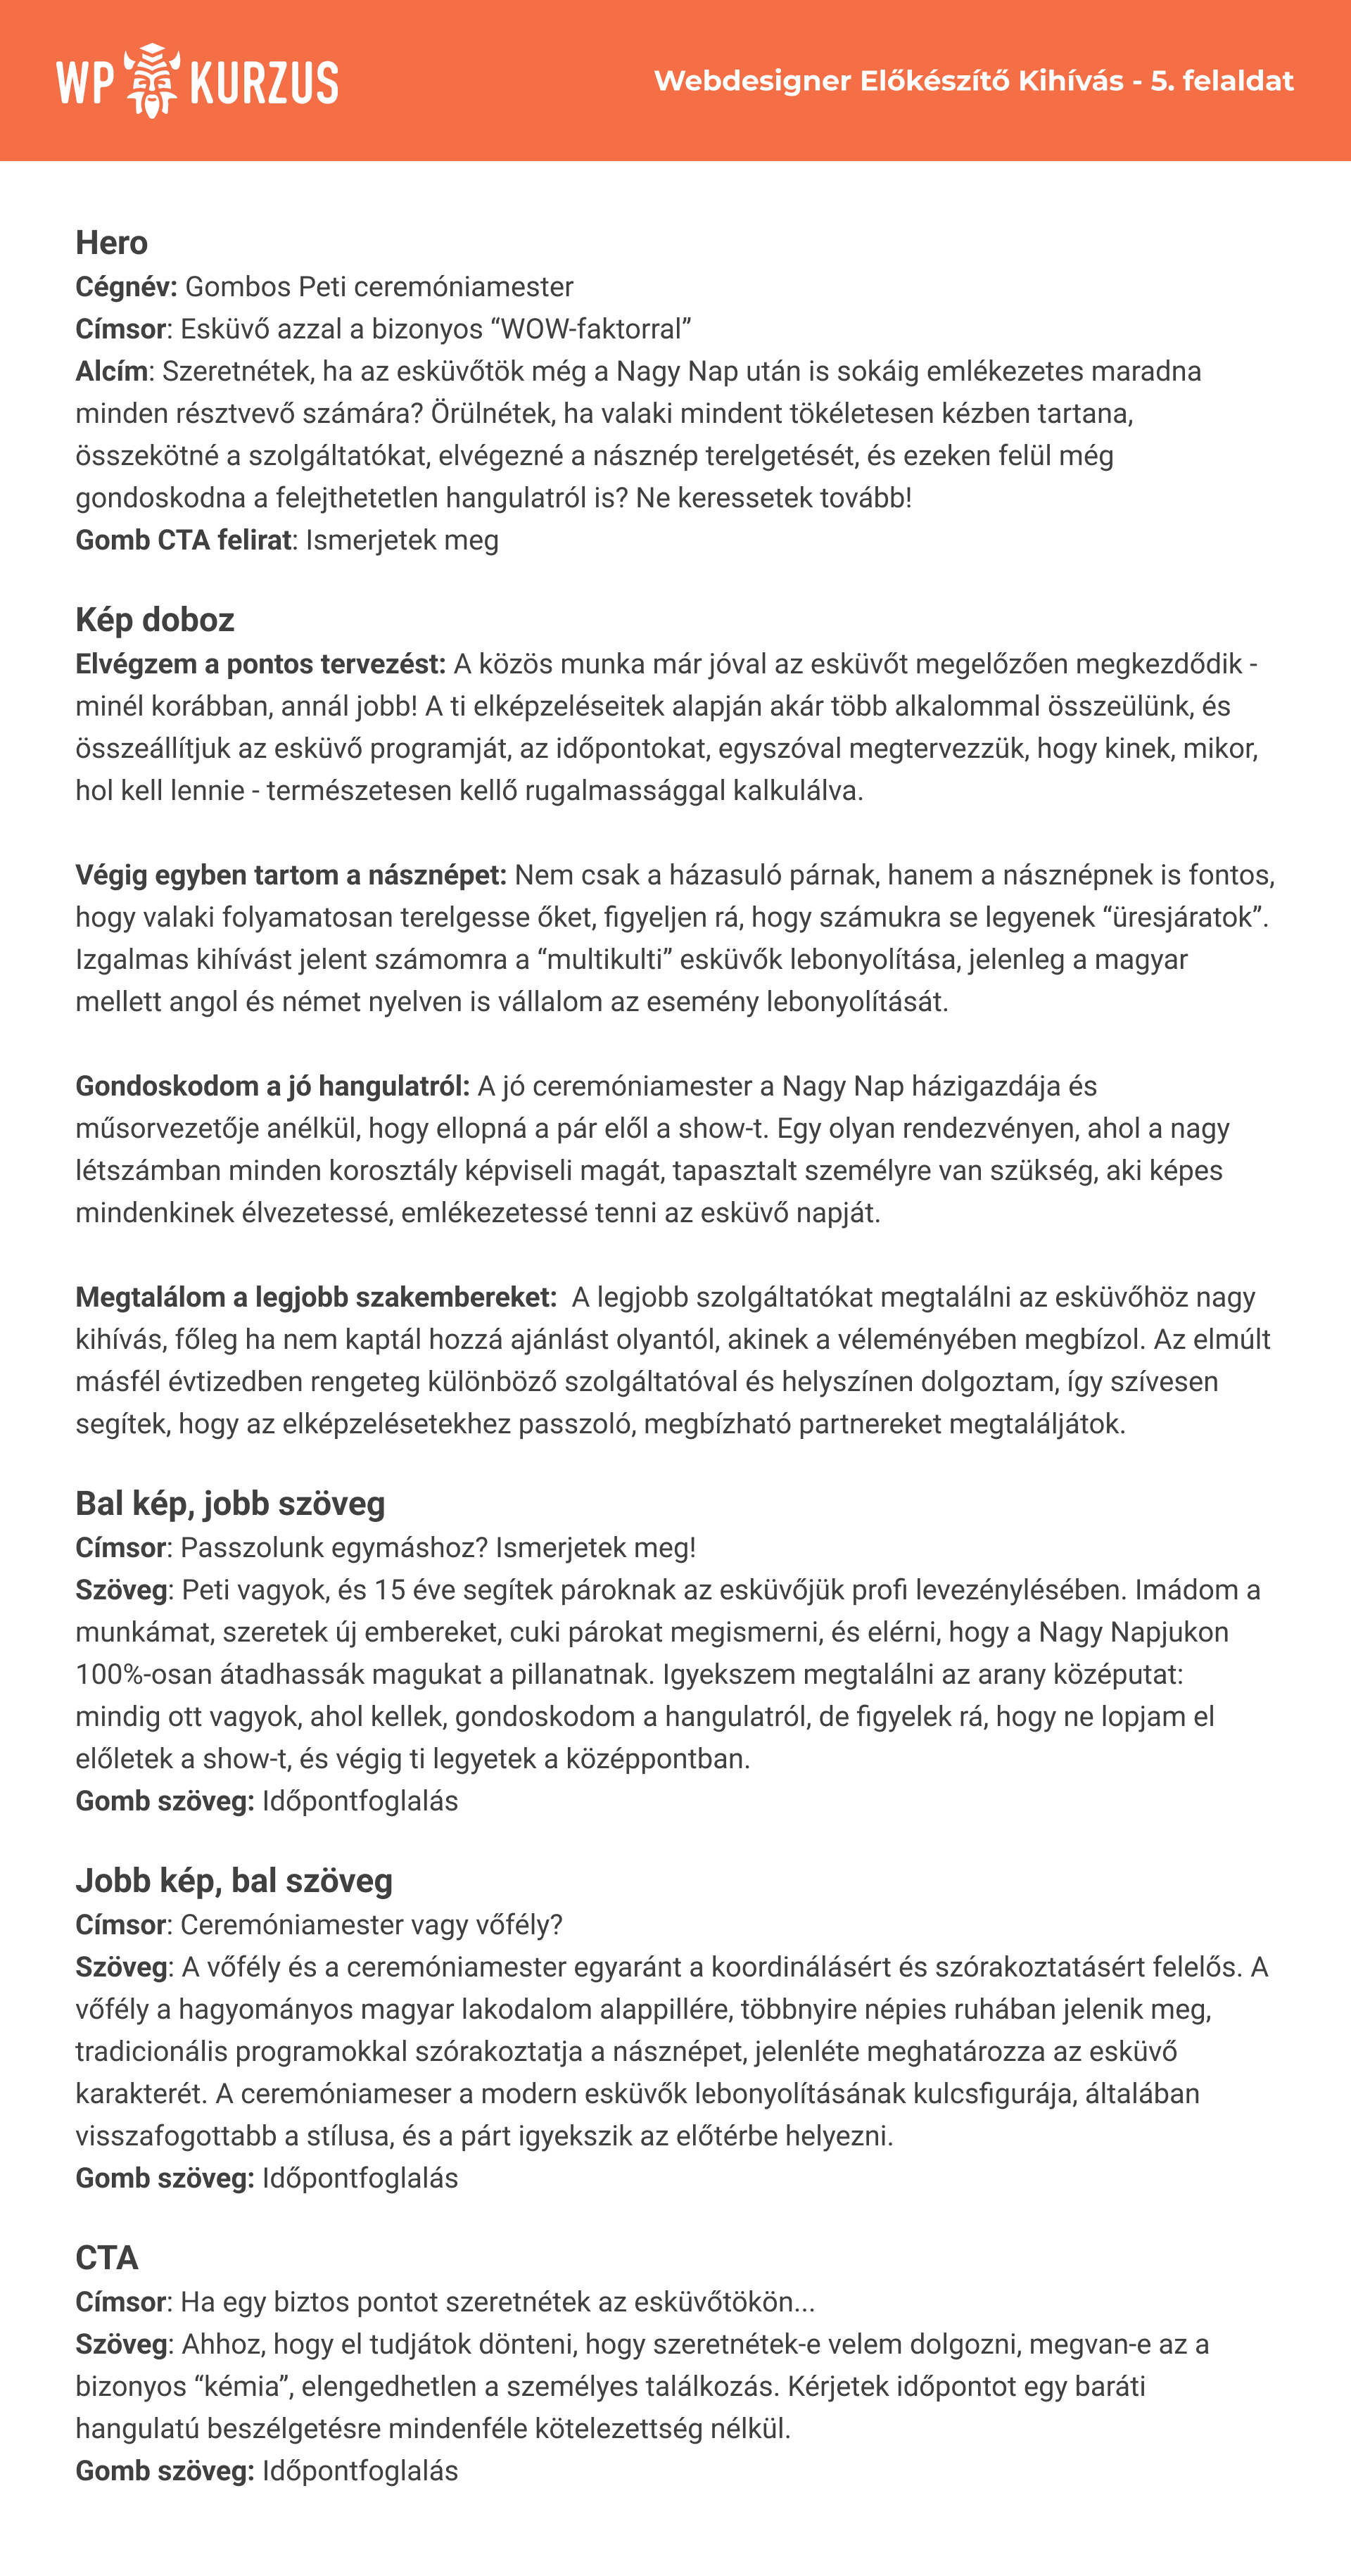 WP KURZUS
Webdesigner Előkészítő Kihívás - 5. felaldat
Hero
Cégnév: Gombos Peti ceremóniamester
Címsor: Esküvő azzal a bizonyos “WOW-faktorral”
Alcím: Szeretnétek, ha az esküvőtök még a Nagy Nap után is sokáig emlékezetes maradna
minden résztvevő számára? Örülnétek, ha valaki mindent tökéletesen kézben tartana,
összekötné a szolgáltatókat, elvégezné a násznép terelgetését, és ezeken felül még
gondoskodna a felejthetetlen hangulatról is? Ne keressetek tovább!
Gomb CTA felirat: Ismerjetek meg
Kép doboz
Elvégzem a pontos tervezést: A közös munka már jóval az esküvőt megelőzően megkezdődik -
minél korábban, annál jobb! A ti elképzeléseitek alapján akár több alkalommal összeülünk, és
összeállítjuk az esküvő programját, az időpontokat, egyszóval megtervezzük, hogy kinek, mikor,
hol kell lennie - természetesen kellő rugalmassággal kalkulálva.
Végig egyben tartom a násznépet: Nem csak a házasuló párnak, hanem a násznépnek is fontos,
hogy valaki folyamatosan terelgesse őket, figyeljen rá, hogy számukra se legyenek “üresjáratok”.
Izgalmas kihívást jelent számomra a “multikulti” esküvők lebonyolítása, jelenleg a magyar
mellett angol és német nyelven is vállalom az esemény lebonyolítását.
Gondoskodom a jó hangulatról: A jó ceremóniamester a Nagy Nap házigazdája és
műsorvezetője anélkül, hogy ellopná a pár elől a show-t. Egy olyan rendezvényen, ahol a nagy
létszámban minden korosztály képviseli magát, tapasztalt személyre van szükség, aki képes
mindenkinek élvezetessé, emlékezetessé tenni az esküvő napját.
Megtalálom a legjobb szakembereket:  A legjobb szolgáltatókat megtalálni az esküvőhöz nagy
kihívás, főleg ha nem kaptál hozzá ajánlást olyantól, akinek a véleményében megbízol. Az elmúlt
másfél évtizedben rengeteg különböző szolgáltatóval és helyszínen dolgoztam, így szívesen
segítek, hogy az elképzelésetekhez passzoló, megbízható partnereket megtaláljátok.
Bal kép, jobb szöveg
Címsor: Passzolunk egymáshoz? Ismerjetek meg!
Szöveg: Peti vagyok, és 15 éve segítek pároknak az esküvőjük profi levezénylésében. Imádom a
munkámat, szeretek új embereket, cuki párokat megismerni, és elérni, hogy a Nagy Napjukon
100%-osan átadhassák magukat a pillanatnak. Igyekszem megtalálni az arany középutat:
mindig ott vagyok, ahol kellek, gondoskodom a hangulatról, de figyelek rá, hogy ne lopjam el
előletek a show-t, és végig ti legyetek a középpontban.
Gomb szöveg: Időpontfoglalás
Jobb kép, bal szöveg
Címsor: Ceremóniamester vagy vőfély?
Szöveg: A vőfély és a ceremóniamester egyaránt a koordinálásért és szórakoztatásért felelős. A
vőfély a hagyományos magyar lakodalom alappillére, többnyire népies ruhában jelenik meg,
tradicionális programokkal szórakoztatja a násznépet, jelenléte meghatározza az esküvő
karakterét. A ceremóniameser a modern esküvők lebonyolításának kulcsfigurája, általában
visszafogottabb a stílusa, és a párt igyekszik az előtérbe helyezni.
Gomb szöveg: Időpontfoglalás
CTA
Címsor: Ha egy biztos pontot szeretnétek az esküvőtökön...
Szöveg: Ahhoz, hogy el tudjátok dönteni, hogy szeretnétek-e velem dolgozni, megvan-e az a
bizonyos “kémia”, elengedhetlen a személyes találkozás. Kérjetek időpontot egy baráti
hangulatú beszélgetésre mindenféle kötelezettség nélkül.
Gomb szöveg: Időpontfoglalás